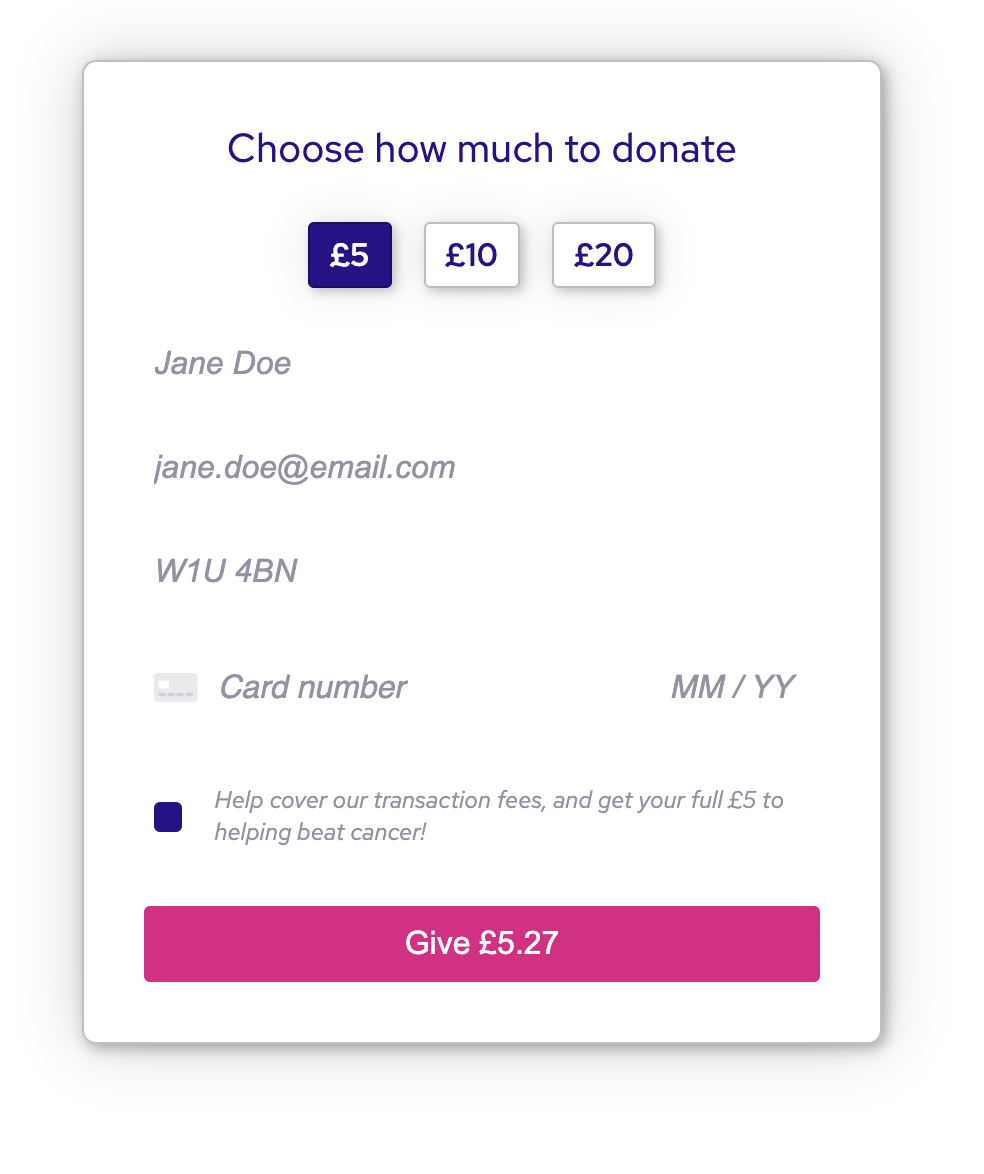 Choose how much to donate
£5 £10 £20
Jane Doe
jane.doe@email.com
W1U 4BN
Card number MM / YY
Help cover our transaction fees, and get your full £5 to
helping beat cancer!
Give £5.27